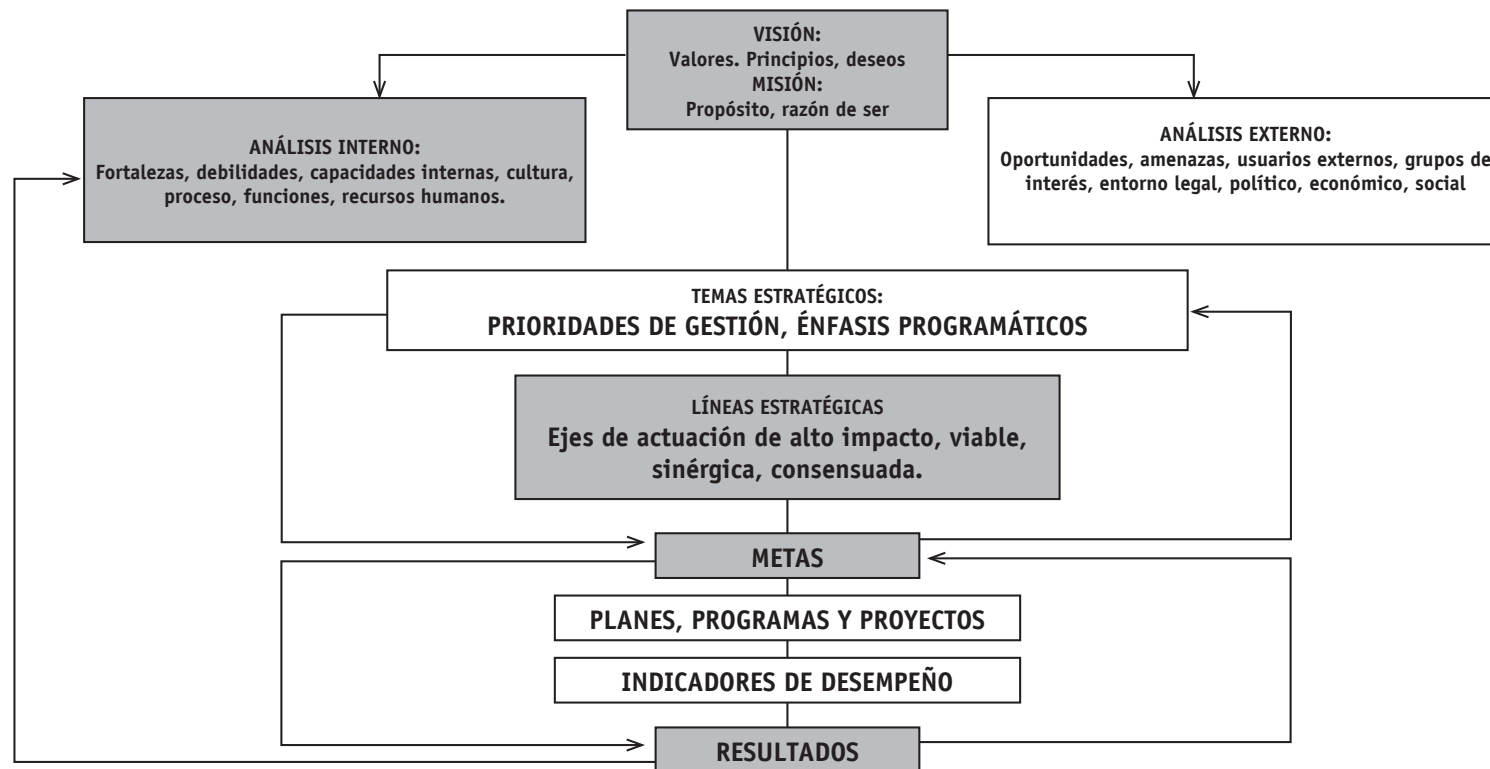 VISIÓN:
Valores. Principios, deseos
MISIÓN:
Propósito, razón de ser
ANÁLISIS INTERNO:
Fortalezas, debilidades, capacidades internas, cultura,
proceso, funciones, recursos humanos.
ANÁLISIS EXTERNO:
Oportunidades, amenazas, usuarios externos, grupos de
interés, entorno legal, político, económico, social
TEMAS ESTRATÉGICOS:
PRIORIDADES DE GESTIÓN, ÉNFASIS PROGRAMÁTICOS
LÍNEAS ESTRATÉGICAS
Ejes de actuación de alto impacto, viable,
sinérgica, consensuada.
METAS
PLANES, PROGRAMAS Y PROYECTOS
INDICADORES DE DESEMPEÑO
RESULTADOS